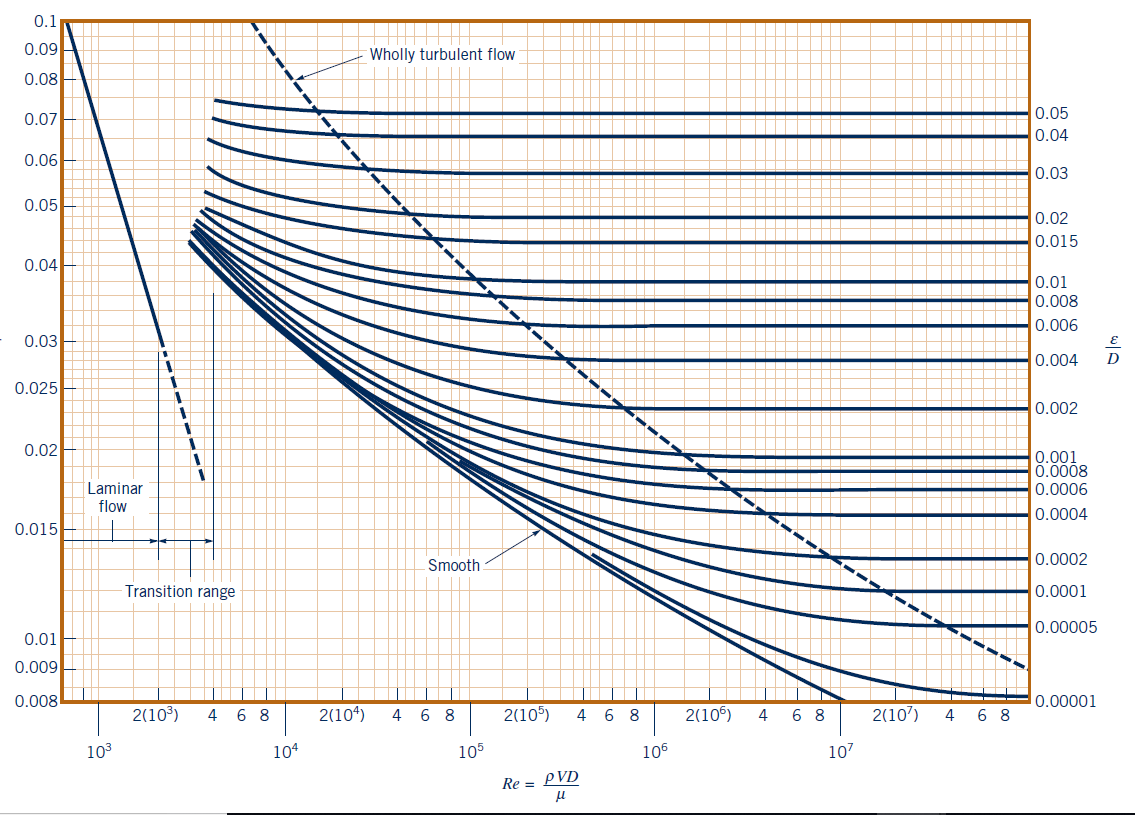 0.1
0.09
0.08
0.07
0.06
0.05
0.04
0.03
0.025
0.02
0.015
0.01
0.009
0.008
Wholly turbulent flow
Laminar
flow
Transition range
Smooth
0.05
0.04
0.03
0.02
0.015
0.01
0.008
0.006
0.004
0.002
0.001
0.0008
0.0006
0.0004
0.0002
0.0001
0.00005
0.00001
ε
D
2(10³) 4 6 8 2(10⁴) 4 6 8 2(10⁵) 4 6 8 2(10⁶) 4 6 8 2(10⁷) 4 6 8
10³ 10⁴ 10⁵ 10⁶ 10⁷
Re = ρVD
μ